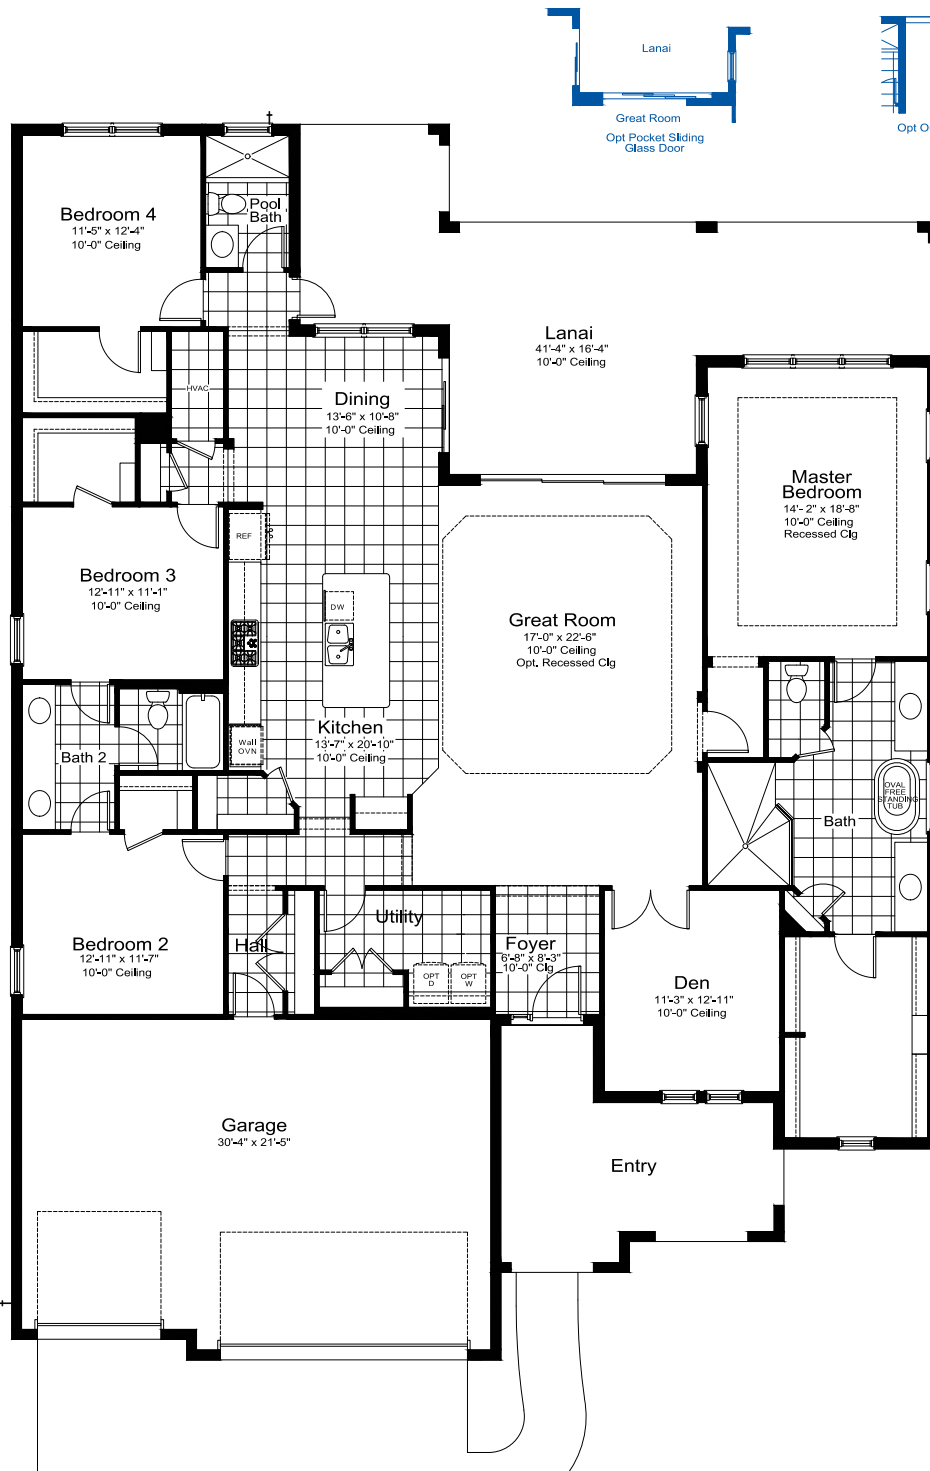 Lanai
Great Room
Opt Pocket Sliding
Glass Door
Opt O
Bedroom 4
11'-5" x 12'-4"
10'-0" Ceiling
Pool
Bath
Lanai
41'-4" x 16'-4"
10'-0" Ceiling
HVAC
Dining
13'-6" x 10'-8"
10'-0" Ceiling
Master
Bedroom
14'- 2" x 18'-8"
10'-0" Ceiling
Recessed Clg
REF
Bedroom 3
12'-11" x 11'-1"
10'-0" Ceiling
DW
Great Room
17'-0" x 22'-6"
10'-0" Ceiling
Opt. Recessed Clg
Kitchen
13'-7" x 20'-10"
10'-0" Ceiling
Wall
OVN
Bath 2
OVAL
FREE
STANDING
TUB
Bath
Bedroom 2
12'-11" x 11'-7"
10'-0" Ceiling
Hall
Utility
OPT
D
OPT
W
Foyer
6'-8" x 8'-3"
10'-0" Clg
Den
11'-3" x 12'-11"
10'-0" Ceiling
Garage
30'-4" x 21'-5"
Entry